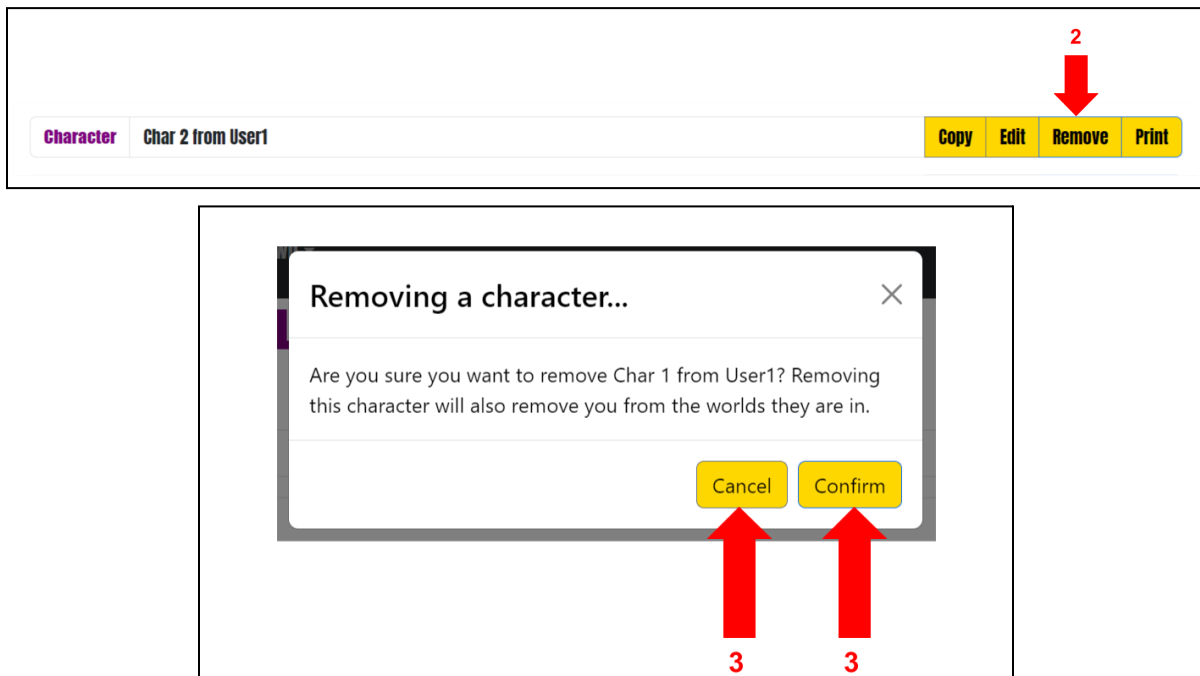 2
Character Char 2 from User1 Copy Edit Remove Print
Removing a character...
Are you sure you want to remove Char 1 from User1? Removing
this character will also remove you from the worlds they are in.
Cancel Confirm
3 3